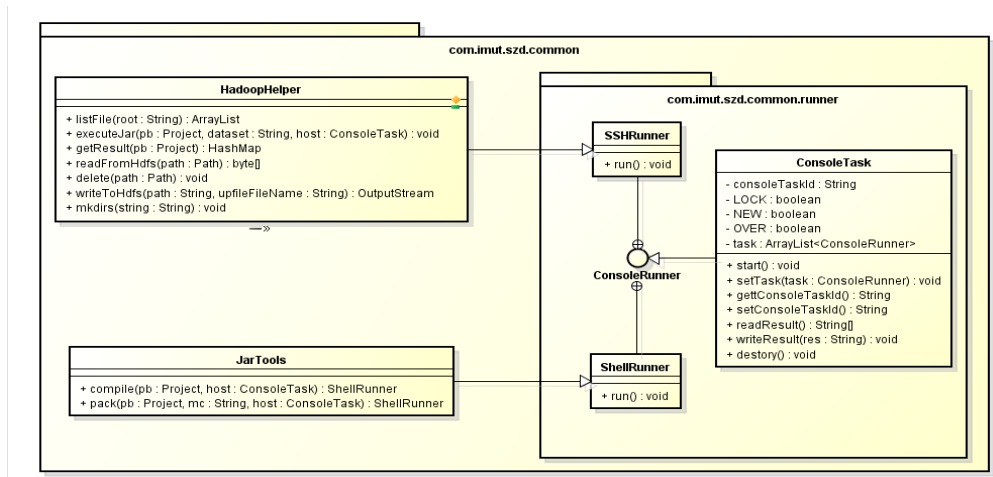 com.imut.szd.common
HadoopHelper
+ listFile(root : String) : ArrayList
+ executeJar(pb : Project, dataset : String, host : ConsoleTask) : void
+ getResult(pb : Project) : HashMap
+ readFromHdfs(path : Path) : byte[]
+ delete(path : Path) : void
+ writeToHdfs(path : String, upfileFileName : String) : OutputStream
+ mkdirs(string : String) : void
JarTools
+ compile(pb : Project, host : ConsoleTask) : ShellRunner
+ pack(pb : Project, mc : String, host : ConsoleTask) : ShellRunner
com.imut.szd.common.runner
SSHRunner
+ run() : void
ConsoleRunner
ShellRunner
+ run() : void
ConsoleTask
- consoleTaskId : String
- LOCK : boolean
- NEW : boolean
- OVER : boolean
- task : ArrayList<ConsoleRunner>
+ start() : void
+ setTask(task : ConsoleRunner) : void
+ gettConsoleTaskId() : String
+ setConsoleTaskId() : String
+ readResult() : String[]
+ writeResult(res : String) : void
+ destory() : void